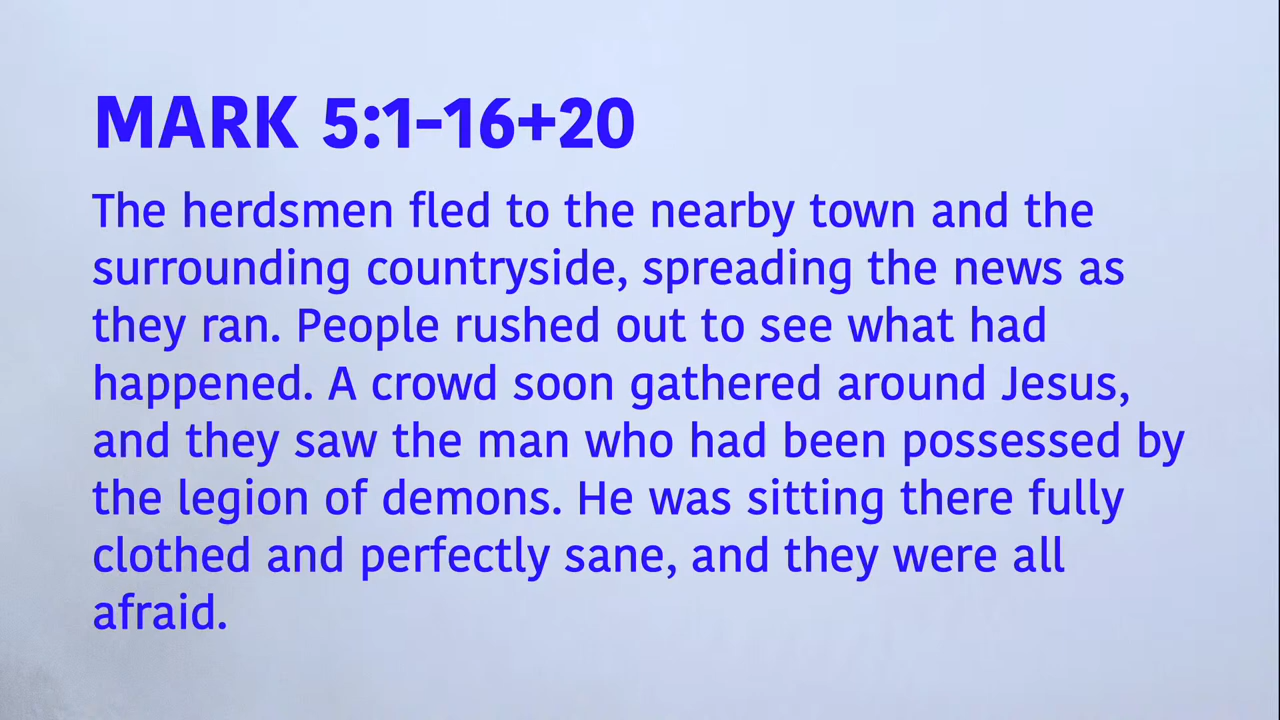 MARK 5:1-16+20
The herdsmen fled to the nearby town and the
surrounding countryside, spreading the news as
they ran. People rushed out to see what had
happened. A crowd soon gathered around Jesus,
and they saw the man who had been possessed by
the legion of demons. He was sitting there fully
clothed and perfectly sane, and they were all
afraid.